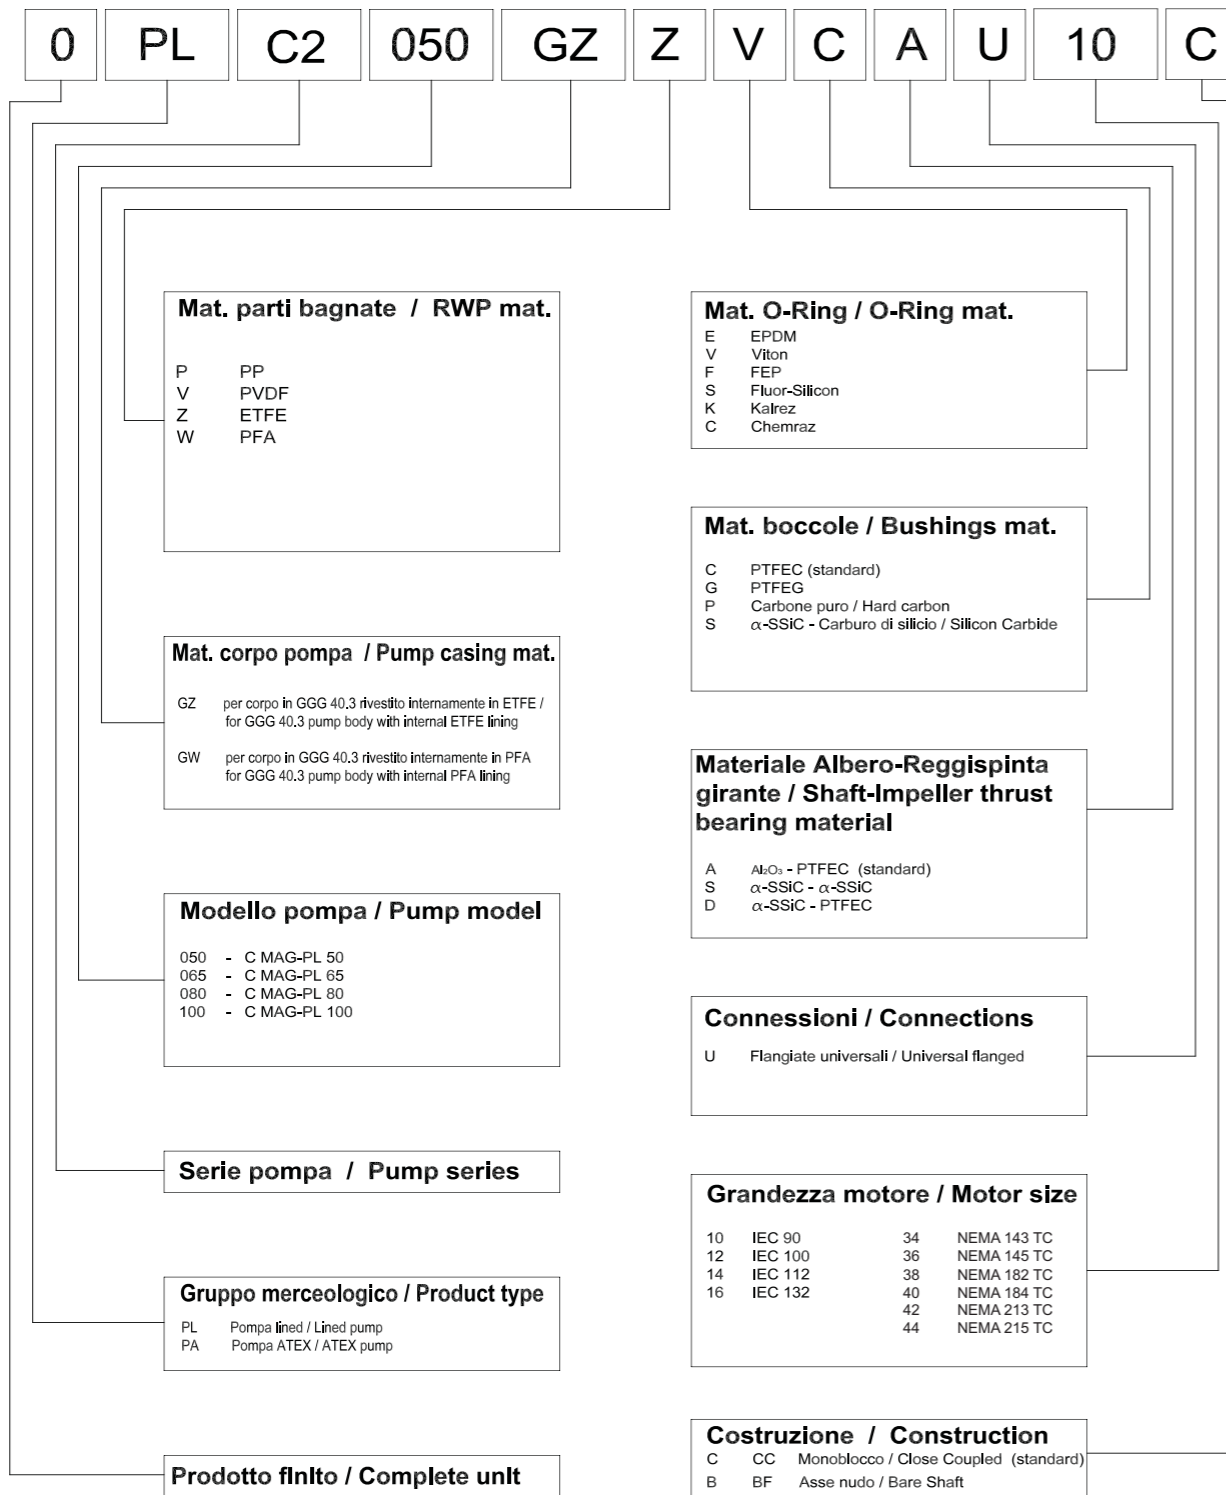 0 PL C2 050 GZ Z V C A U 10 C
Mat. parti bagnate / RWP mat.
P PP
V PVDF
Z ETFE
W PFA
Mat. corpo pompa / Pump casing mat.
GZ per corpo in GGG 40.3 rivestito internamente in ETFE /
for GGG 40.3 pump body with internal ETFE lining
GW per corpo in GGG 40.3 rivestito internamente in PFA
for GGG 40.3 pump body with internal PFA lining
Modello pompa / Pump model
050 - C MAG-PL 50
065 - C MAG-PL 65
080 - C MAG-PL 80
100 - C MAG-PL 100
Serie pompa / Pump series
Gruppo merceologico / Product type
PL Pompa lined / Lined pump
PA Pompa ATEX / ATEX pump
Prodotto finito / Complete unit
Mat. O-Ring / O-Ring mat.
E EPDM
V Viton
F FEP
S Fluor-Silicon
K Kalrez
C Chemraz
Mat. boccole / Bushings mat.
C PTFEC (standard)
G PTFEG
P Carbone puro / Hard carbon
S α-SSiC - Carburo di silicio / Silicon Carbide
Materiale Albero-Reggispinta
girante / Shaft-Impeller thrust
bearing material
A Al₂O₃ - PTFEC (standard)
S α-SSiC - α-SSiC
D α-SSiC - PTFEC
Connessioni / Connections
U Flangiate universali / Universal flanged
Grandezza motore / Motor size
10 IEC 90 34 NEMA 143 TC
12 IEC 100 36 NEMA 145 TC
14 IEC 112 38 NEMA 182 TC
16 IEC 132 40 NEMA 184 TC
42 NEMA 213 TC
44 NEMA 215 TC
Costruzione / Construction
C CC Monoblocco / Close Coupled (standard)
B BF Asse nudo / Bare Shaft